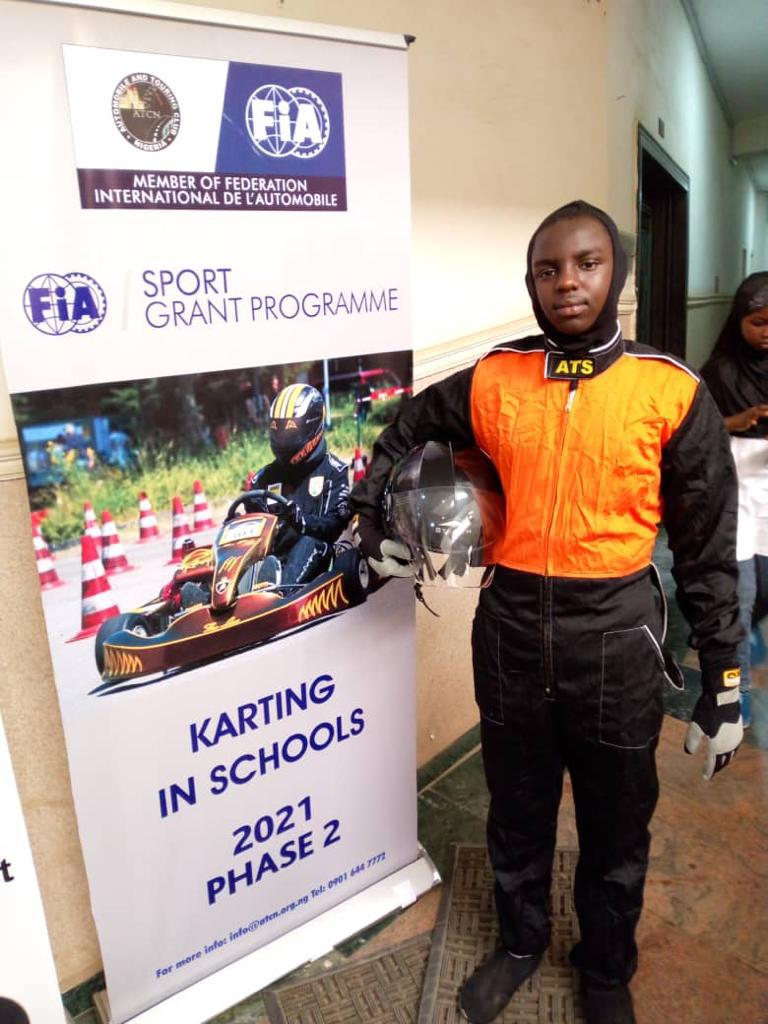 AUTOMOBILE AND TOURING CLUB
ATCN
NIGERIA
FiA
MEMBER OF FEDERATION
INTERNATIONAL DE L'AUTOMOBILE
FiA
SPORT
GRANT PROGRAMME
KARTING
IN SCHOOLS
2021
PHASE 2
For more info: info@atcn.org.ng Tel: 0901 644 7772
ATS
t